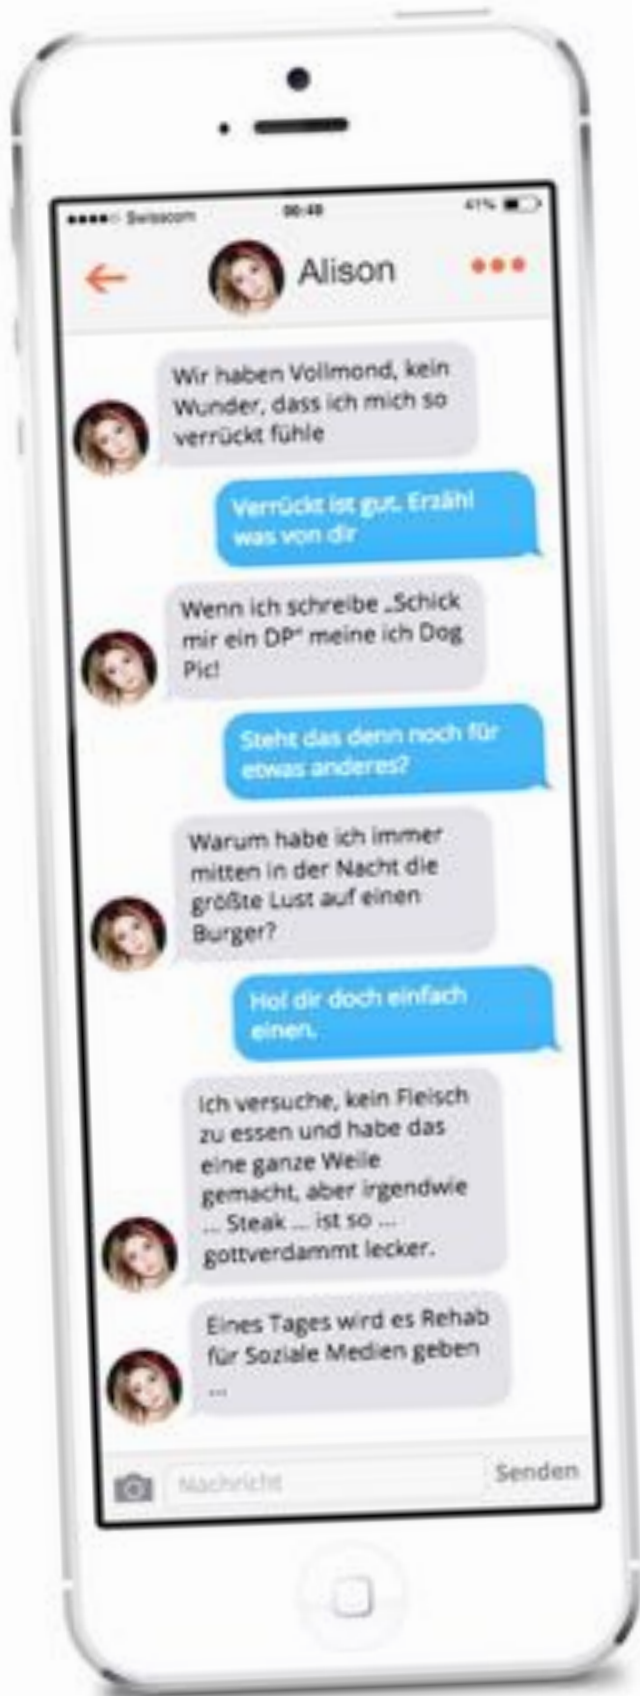 Swisscom 00:40 41%
Alison
Wir haben Vollmond, kein
Wunder, dass ich mich so
verrückt fühle
Verrückt ist gut. Erzähl
was von dir
Wenn ich schreibe „Schick
mir ein DP“ meine ich Dog
Pic!
Steht das denn noch für
etwas anderes?
Warum habe ich immer
mitten in der Nacht die
größte Lust auf einen
Burger?
Hol dir doch einfach
einen.
Ich versuche, kein Fleisch
zu essen und habe das
eine ganze Weile
gemacht, aber irgendwie
... Steak ... ist so ...
gottverdammt lecker.
Eines Tages wird es Rehab
für Soziale Medien geben
...
Nachricht Senden